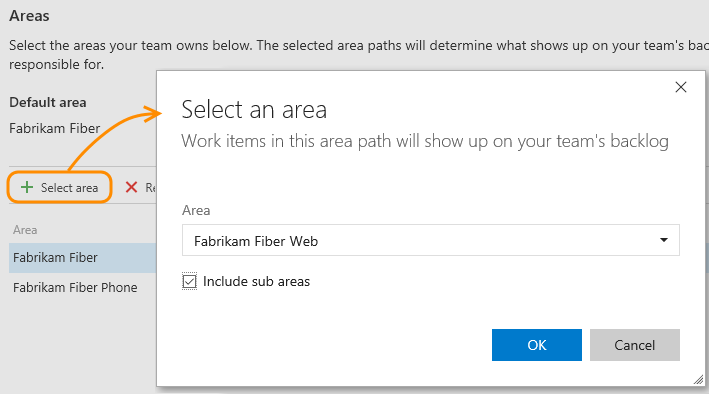 Areas
Select the areas your team owns below. The selected area paths will determine what shows up on your team's bac
responsible for.
Default area
Fabrikam Fiber
Select area
Select an area
Work items in this area path will show up on your team's backlog
Area
Fabrikam Fiber Web
Include sub areas
OK
Cancel
Area
Fabrikam Fiber
Fabrikam Fiber Phone